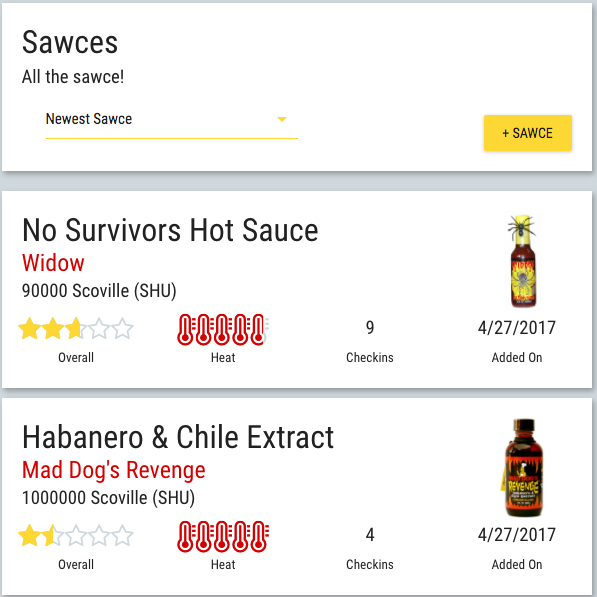 Sawces
All the sawce!
Newest Sawce
+ SAWCE
No Survivors Hot Sauce
Widow
90000 Scoville (SHU)
9
4/27/2017
Overall
Heat
Checkins
Added On
Habanero & Chile Extract
Mad Dog's Revenge
1000000 Scoville (SHU)
REVENGE
4
4/27/2017
Overall
Heat
Checkins
Added On